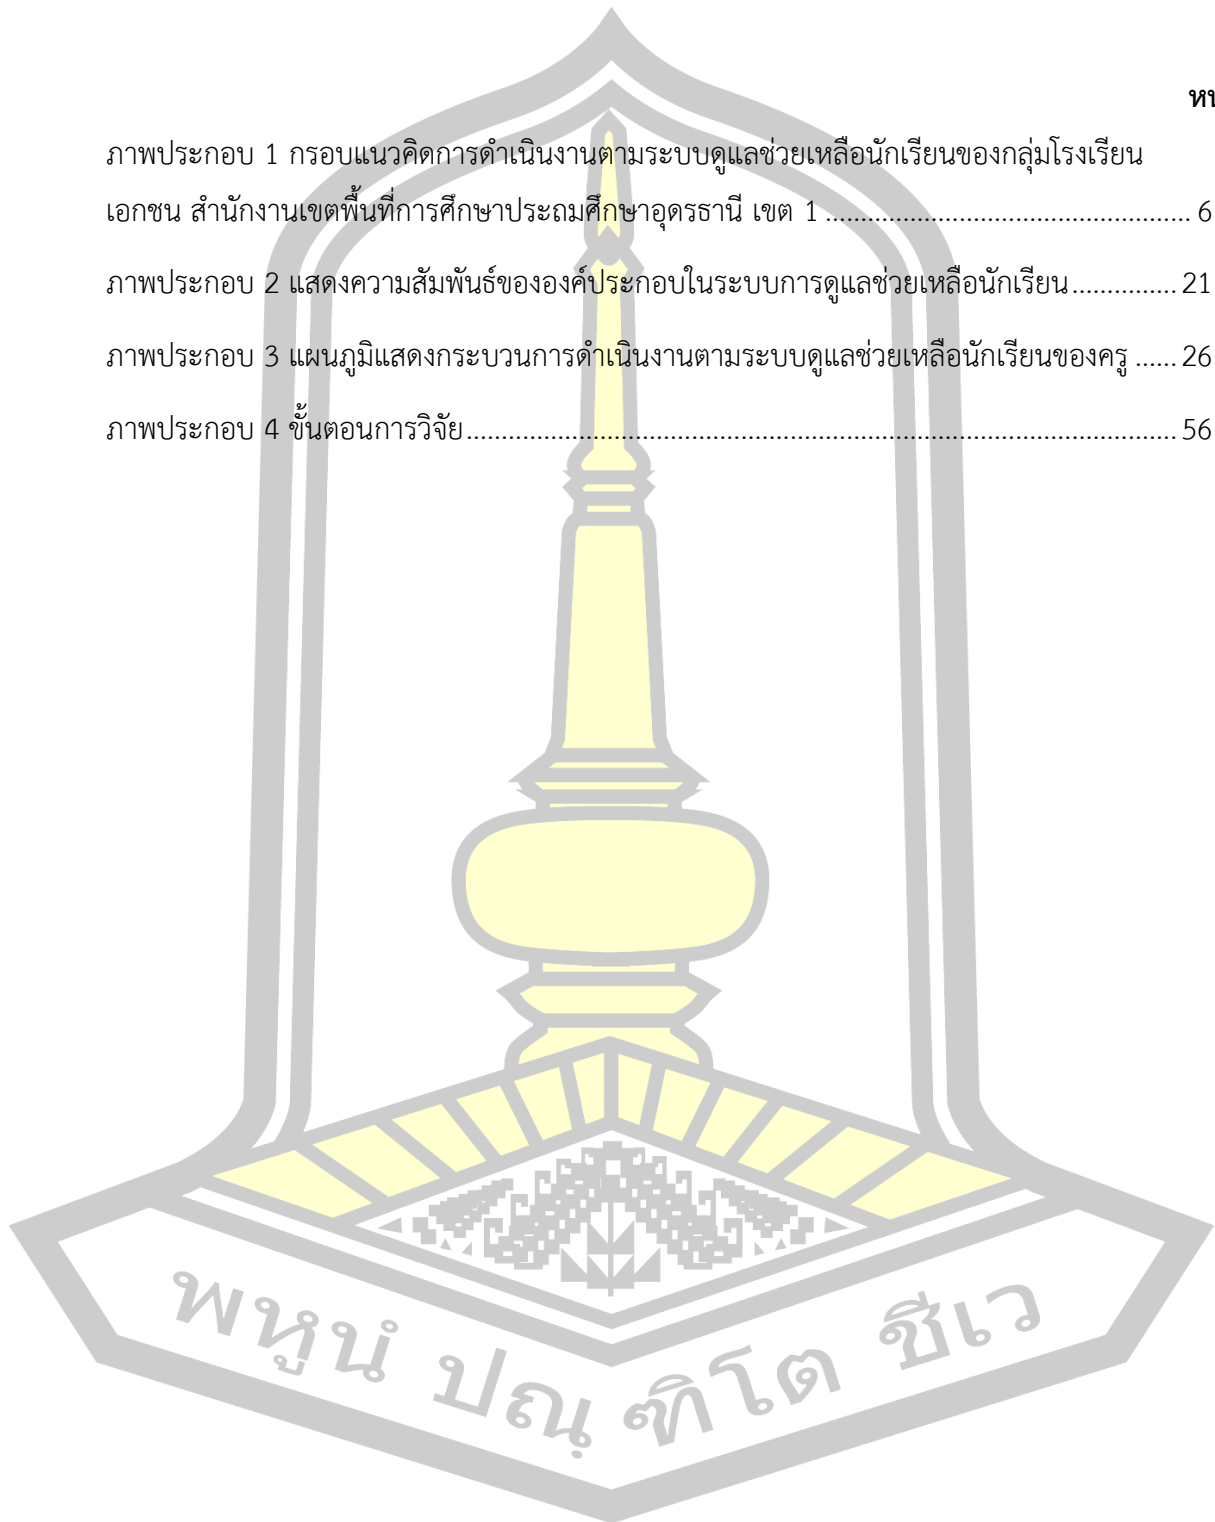 ภาพประกอบ 1 กรอบแนวคิดการดำเนินงานตามระบบดูแลช่วยเหลือนักเรียนของกลุ่มโรงเรียน
เอกชน สำนักงานเขตพื้นที่การศึกษาประถมศึกษาอุดรธานี เขต 1 ............................................... 6
ภาพประกอบ 2 แสดงความสัมพันธ์ขององค์ประกอบในระบบการดูแลช่วยเหลือนักเรียน ............... 21
ภาพประกอบ 3 แผนภูมิแสดงกระบวนการดำเนินงานตามระบบดูแลช่วยเหลือนักเรียนของครู ...... 26
ภาพประกอบ 4 ขั้นตอนการวิจัย ........................................................................................... 56
พหูนํ ปณฺ ฑิโต ชีเว